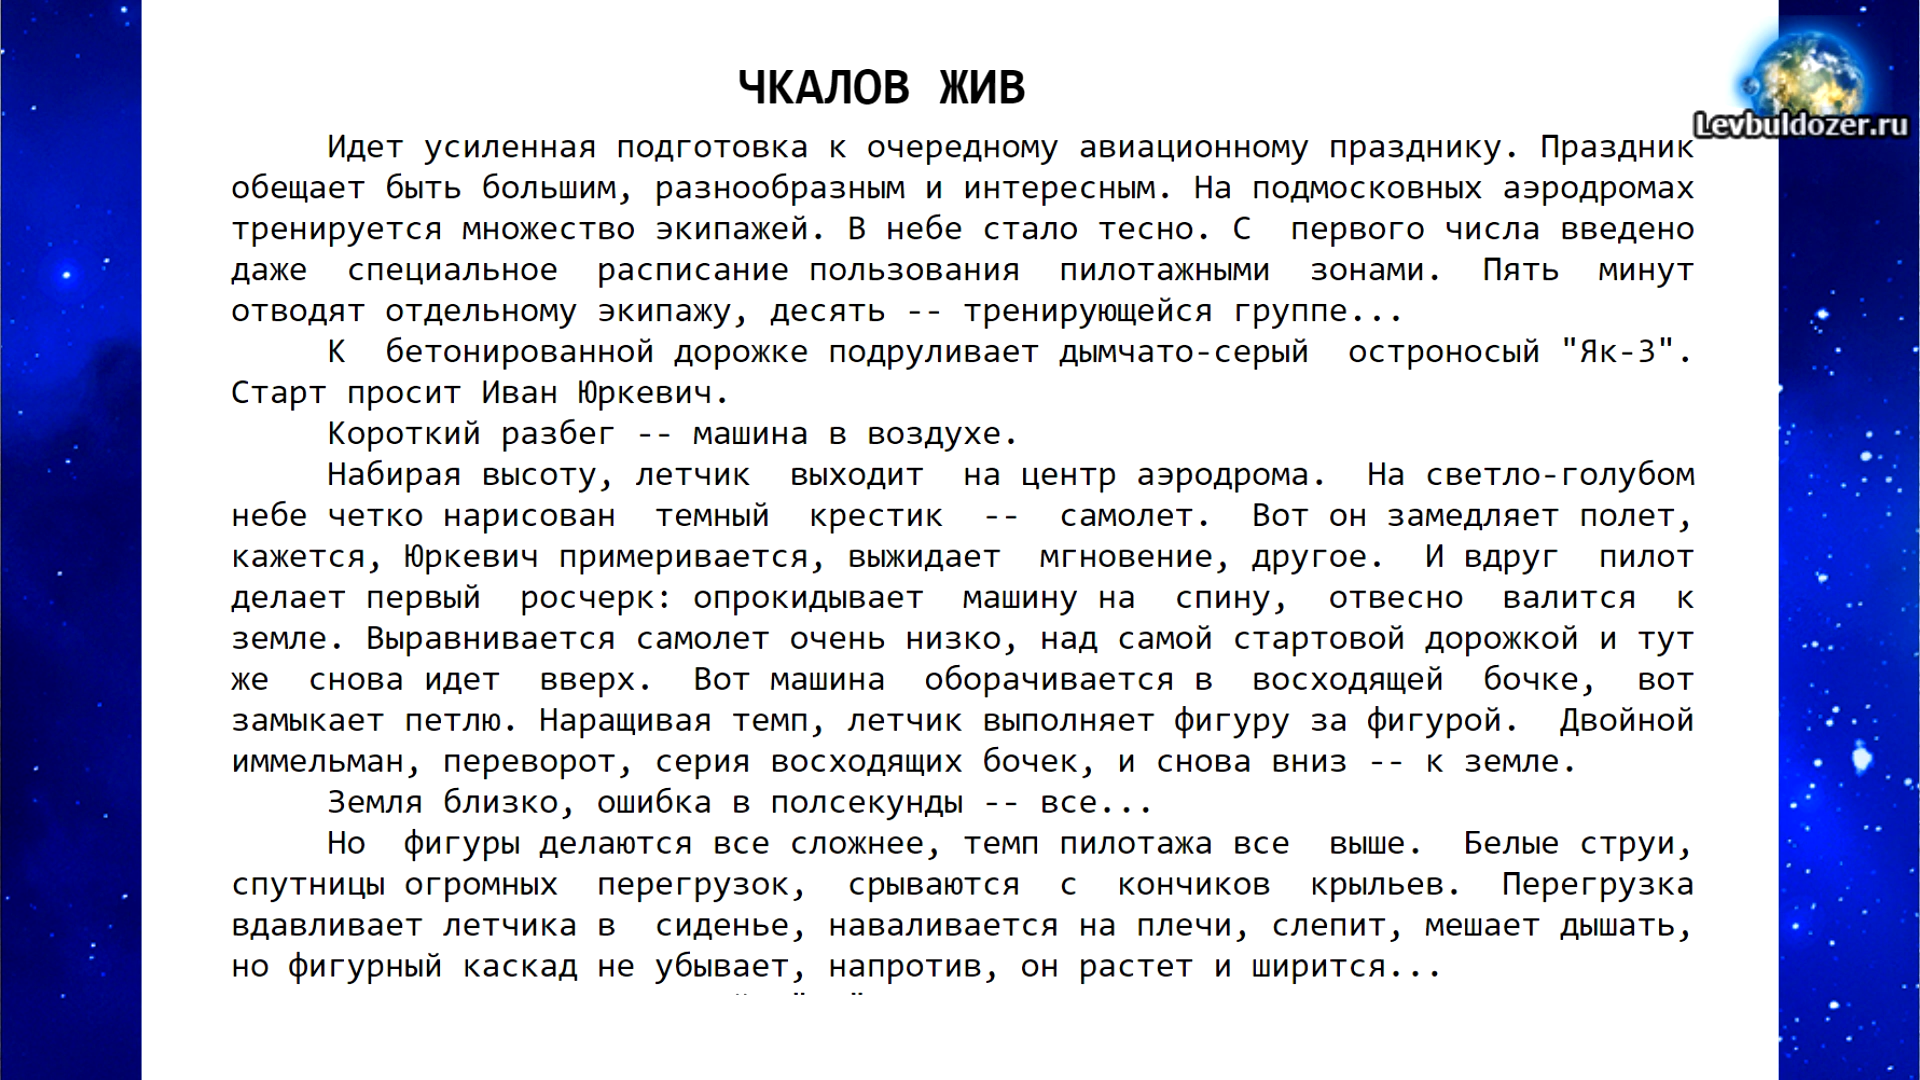 ЧКАЛОВ ЖИВ
Levbuldozer.ru
Идет усиленная подготовка к очередному авиационному празднику. Праздник
обещает быть большим, разнообразным и интересным. На подмосковных аэродромах
тренируется множество экипажей. В небе стало тесно. С первого числа введено
даже специальное расписание пользования пилотажными зонами. Пять минут
отводят отдельному экипажу, десять -- тренирующейся группе...
К бетонированной дорожке подруливает дымчато-серый остроносый "Як-3".
Старт просит Иван Юркевич.
Короткий разбег -- машина в воздухе.
Набирая высоту, летчик выходит на центр аэродрома. На светло-голубом
небе четко нарисован темный крестик -- самолет. Вот он замедляет полет,
кажется, Юркевич примеривается, выжидает мгновение, другое. И вдруг пилот
делает первый росчерк: опрокидывает машину на спину, отвесно валится к
земле. Выравнивается самолет очень низко, над самой стартовой дорожкой и тут
же снова идет вверх. Вот машина оборачивается в восходящей бочке, вот
замыкает петлю. Наращивая темп, летчик выполняет фигуру за фигурой. Двойной
иммельман, переворот, серия восходящих бочек, и снова вниз -- к земле.
Земля близко, ошибка в полсекунды -- все...
Но фигуры делаются все сложнее, темп пилотажа все выше. Белые струи,
спутницы огромных перегрузок, срываются с кончиков крыльев. Перегрузка
вдавливает летчика в сиденье, наваливается на плечи, слепит, мешает дышать,
но фигурный каскад не убывает, напротив, он растет и ширится...